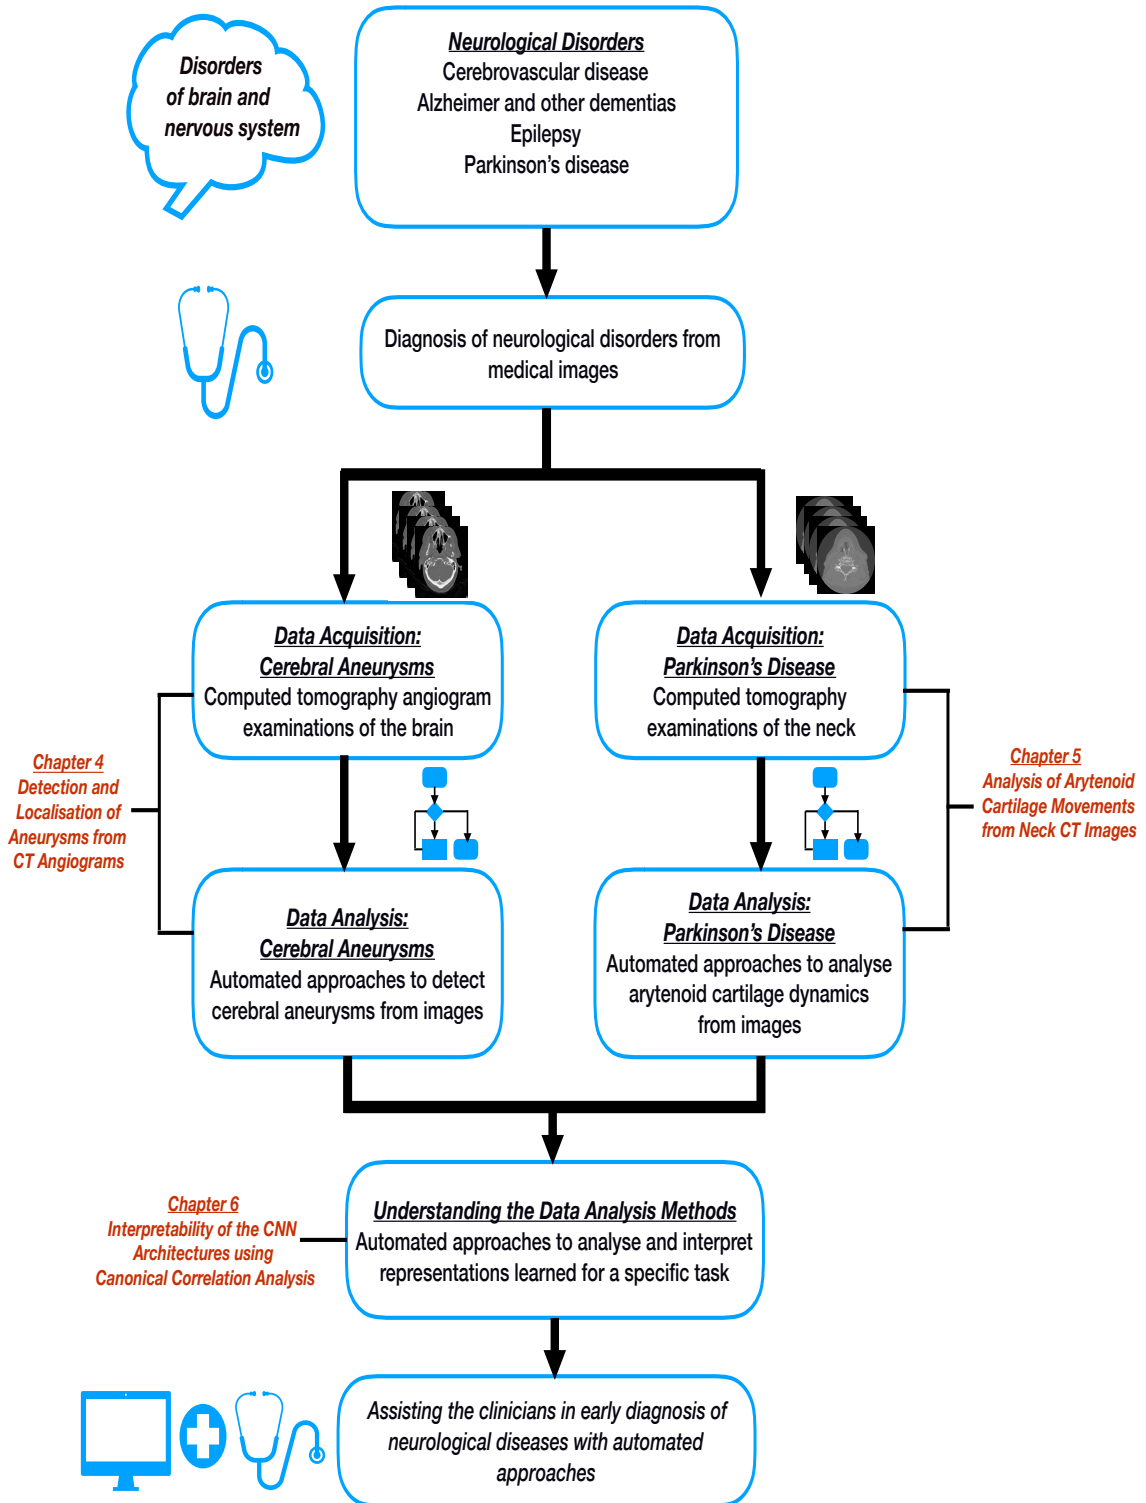 Disorders
of brain and
nervous system
Neurological Disorders
Cerebrovascular disease
Alzheimer and other dementias
Epilepsy
Parkinson's disease
Diagnosis of neurological disorders from
medical images
Data Acquisition:
Cerebral Aneurysms
Computed tomography angiogram
examinations of the brain
Data Acquisition:
Parkinson's Disease
Computed tomography
examinations of the neck
Chapter 4
Detection and
Localisation of
Aneurysms from
CT Angiograms
Chapter 5
Analysis of Arytenoid
Cartilage Movements
from Neck CT Images
Data Analysis:
Cerebral Aneurysms
Automated approaches to detect
cerebral aneurysms from images
Data Analysis:
Parkinson's Disease
Automated approaches to analyse
arytenoid cartilage dynamics
from images
Chapter 6
Interpretability of the CNN
Architectures using
Canonical Correlation Analysis
Understanding the Data Analysis Methods
Automated approaches to analyse and interpret
representations learned for a specific task
Assisting the clinicians in early diagnosis of
neurological diseases with automated
approaches